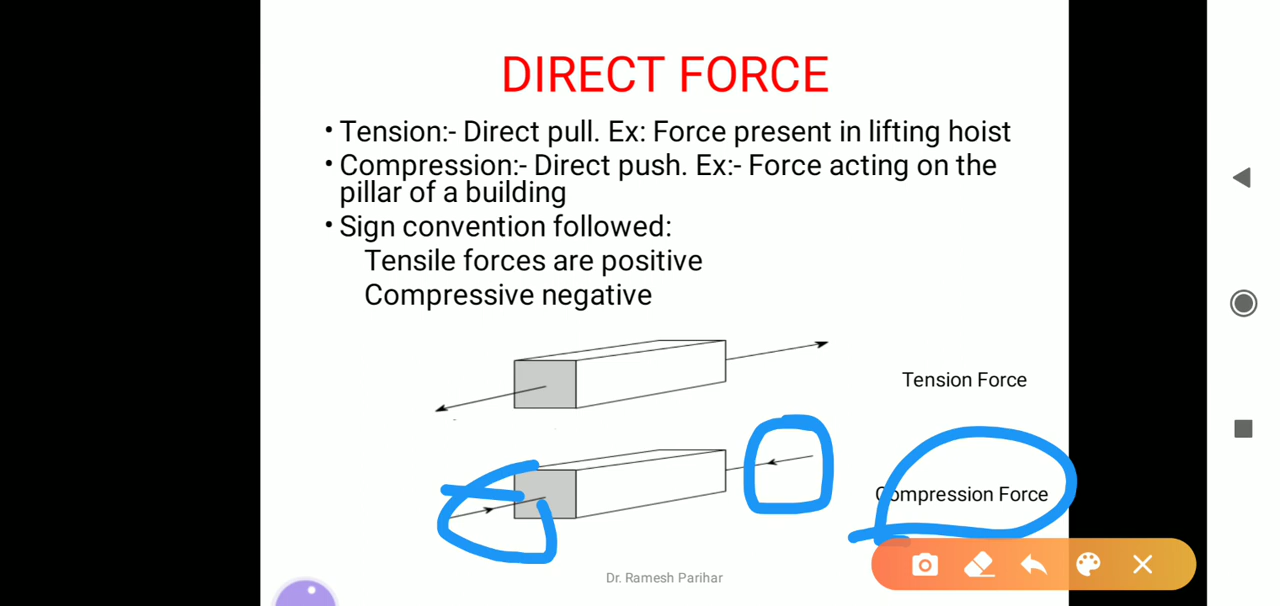 DIRECT FORCE
• Tension:- Direct pull. Ex: Force present in lifting hoist
• Compression:- Direct push. Ex:- Force acting on the
pillar of a building
• Sign convention followed:
Tensile forces are positive
Compressive negative
Tension Force
Compression Force
Dr. Ramesh Parihar